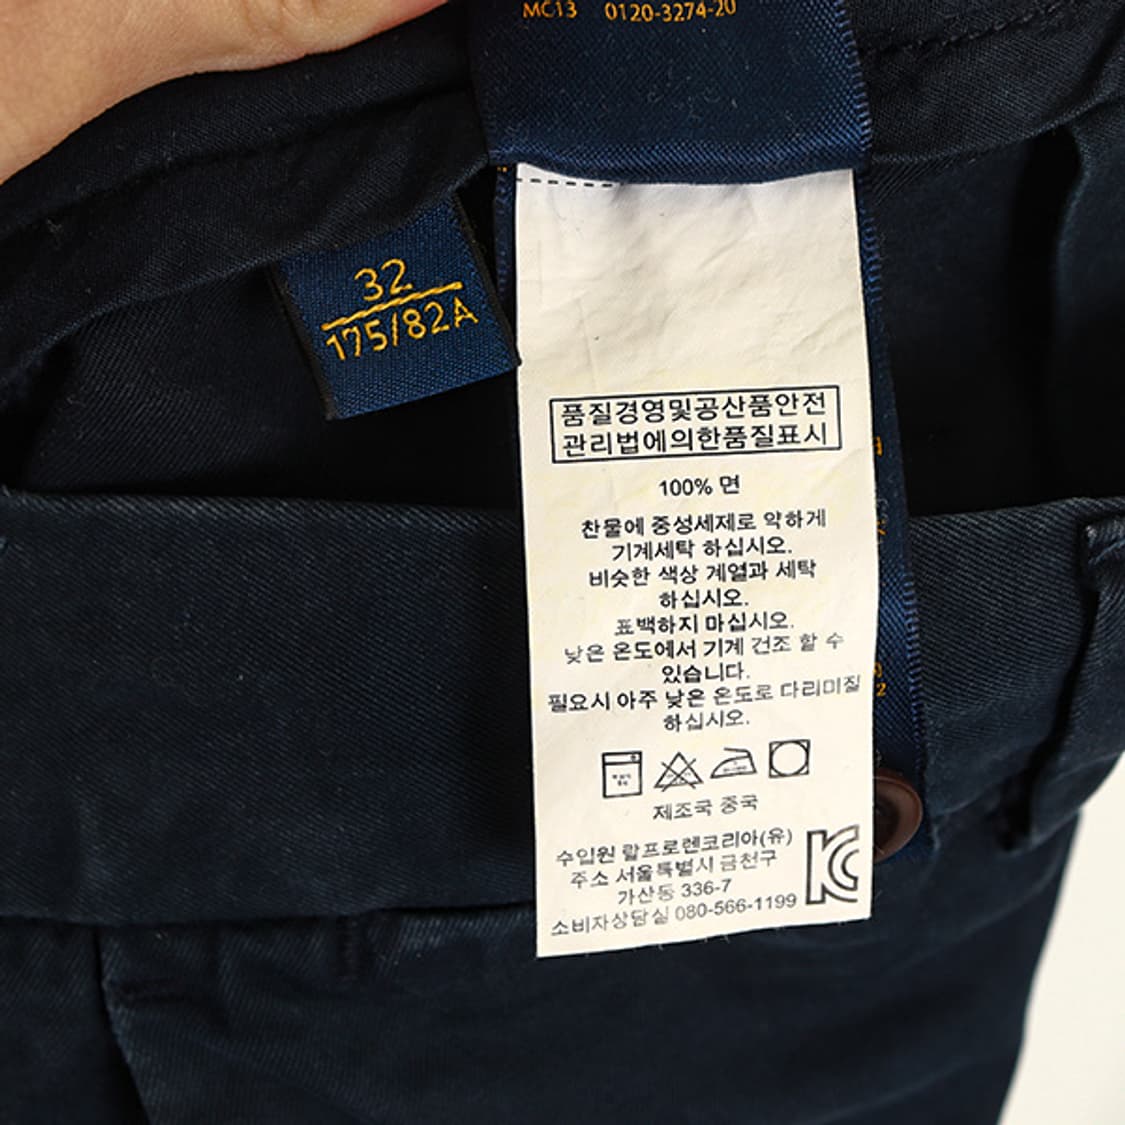 MC13 0120-3274-20
32
175/82A
품질경영및공산품안전
관리법에의한품질표시
100% 면
찬물에 중성세제로 약하게
기계세탁 하십시오.
비슷한 색상 계열과 세탁
하십시오.
표백하지 마십시오.
낮은 온도에서 기계 건조 할 수
있습니다.
필요시 아주 낮은 온도로 다리미질
하십시오.
제조국 중국
수입원 랄프로렌코리아(유)
주소 서울특별시 금천구
가산동 336-7
소비자상담실 080-566-1199
KC